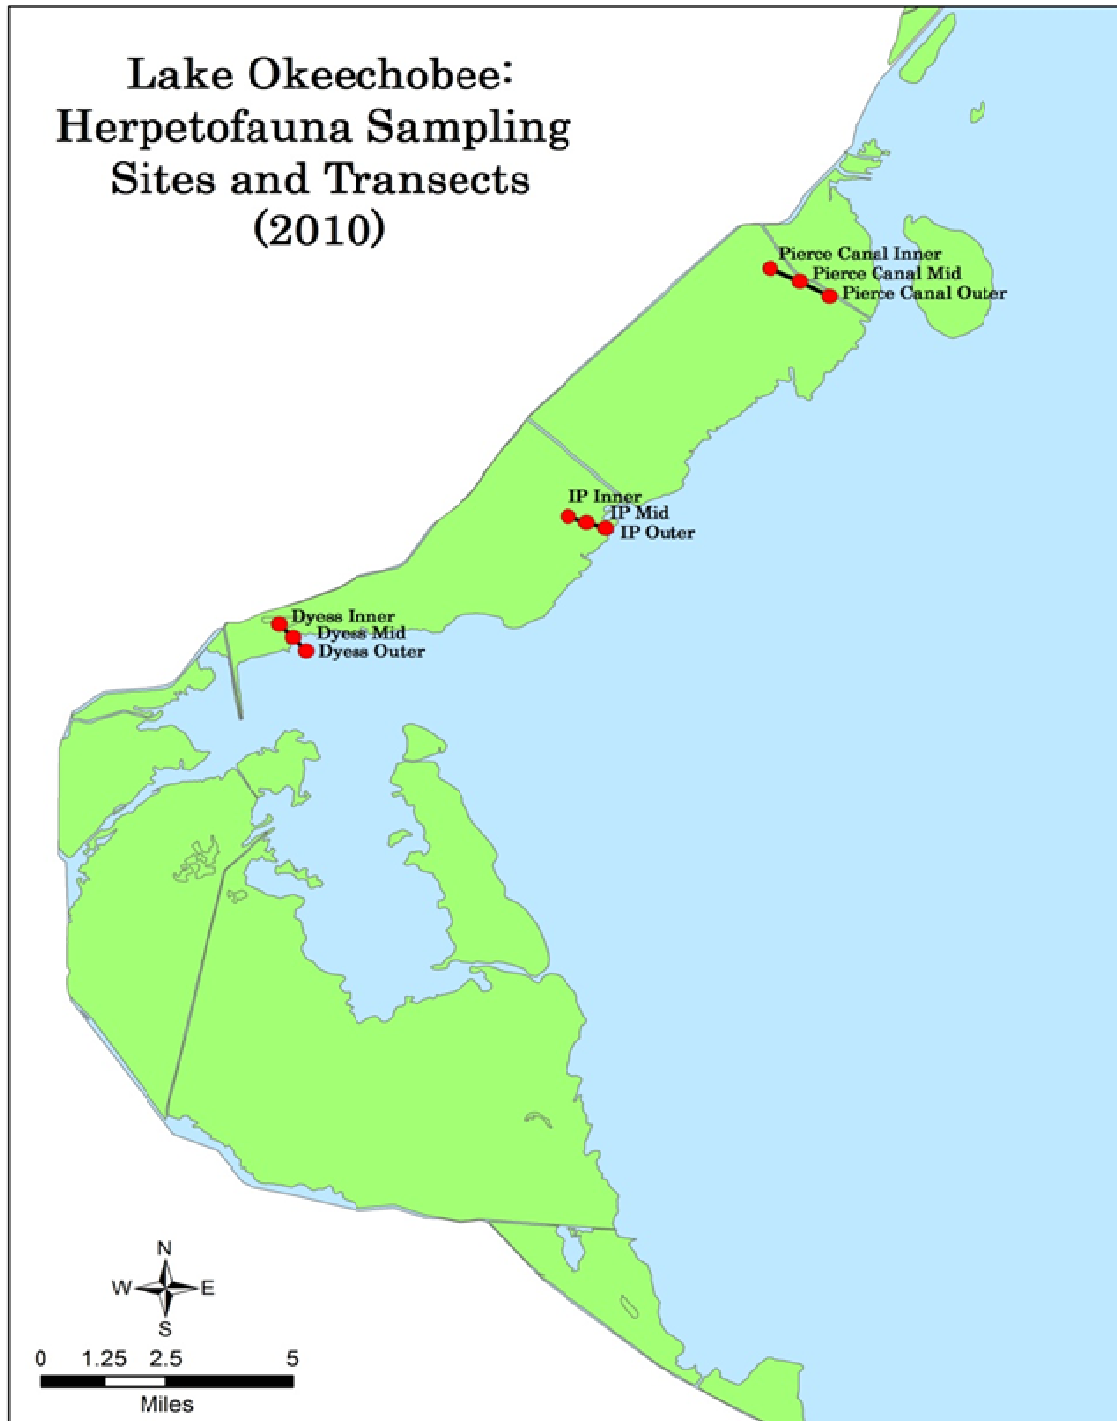 Lake Okeechobee:
Herpetofauna Sampling
Sites and Transects
(2010)
Pierce Canal Inner
Pierce Canal Mid
Pierce Canal Outer
IP Inner
IP Mid
IP Outer
Dyess Inner
Dyess Mid
Dyess Outer
N
W E
S
0 1.25 2.5 5
Miles